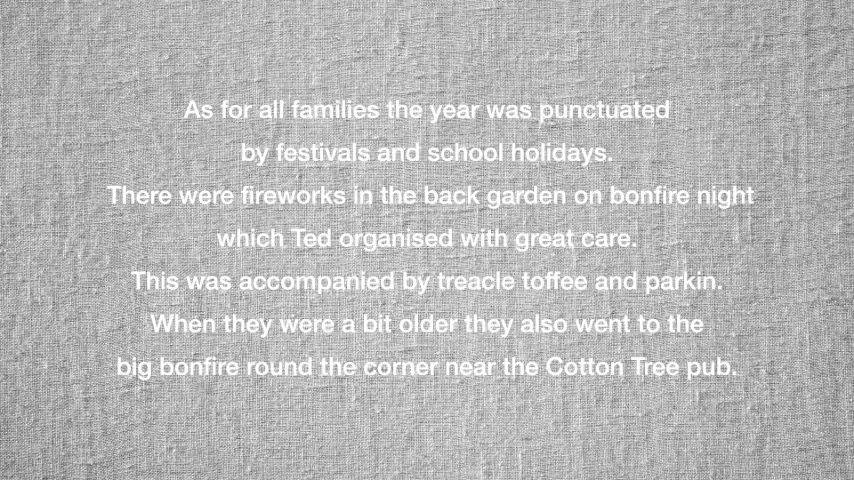 As for all families the year was punctuated
by festivals and school holidays.
There were fireworks in the back garden on bonfire night
which Ted organised with great care.
This was accompanied by treacle toffee and parkin.
When they were a bit older they also went to the
big bonfire round the corner near the Cotton Tree pub.